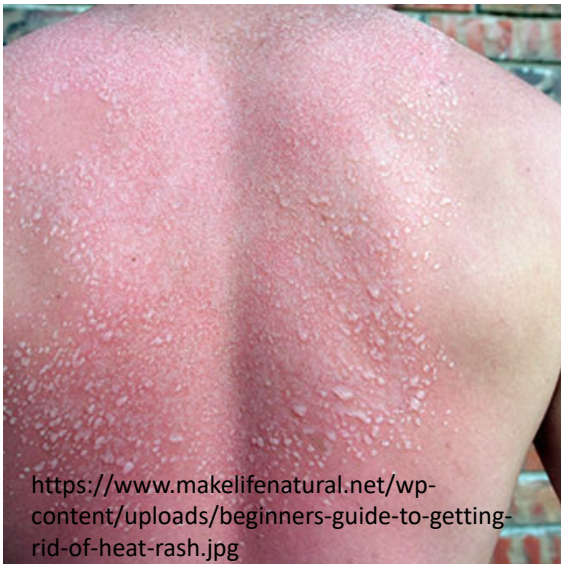 https://www.makelifenatural.net/wp-
content/uploads/beginners-guide-to-getting-
rid-of-heat-rash.jpg